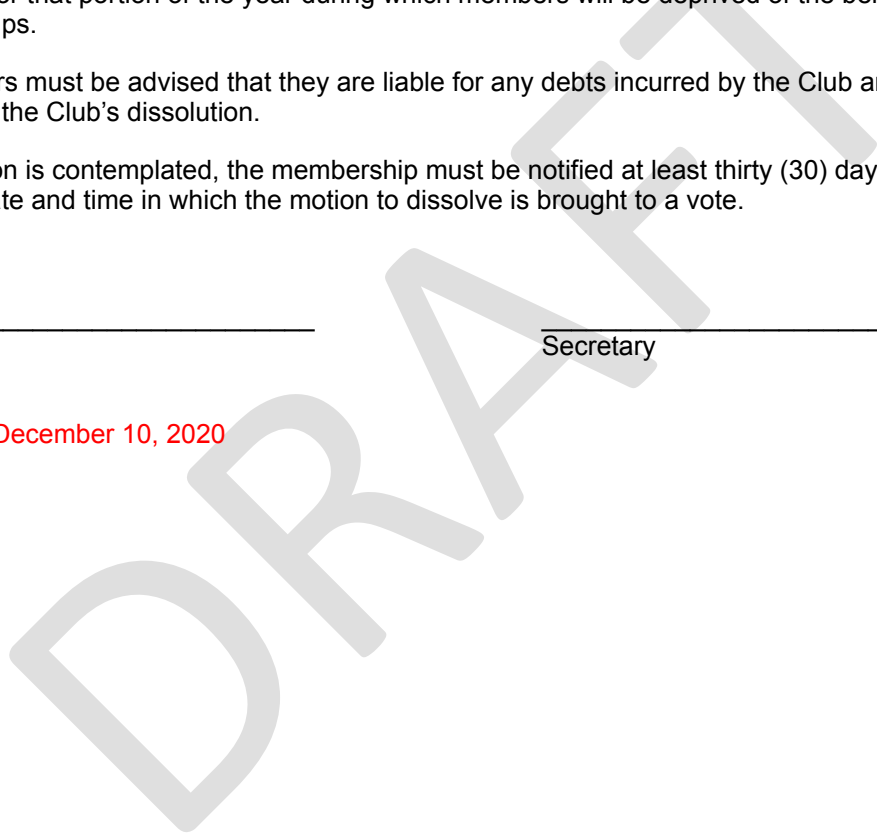 that portion of the year during which members will be deprived of the
ps.
rs must be advised that they are liable for any debts incurred by the Club
the Club’s dissolution.
on is contemplated, the membership must be notified at least thirty (30) day
te and time in which the motion to dissolve is brought to a vote.
Secretary
December 10, 2020
DRAFT